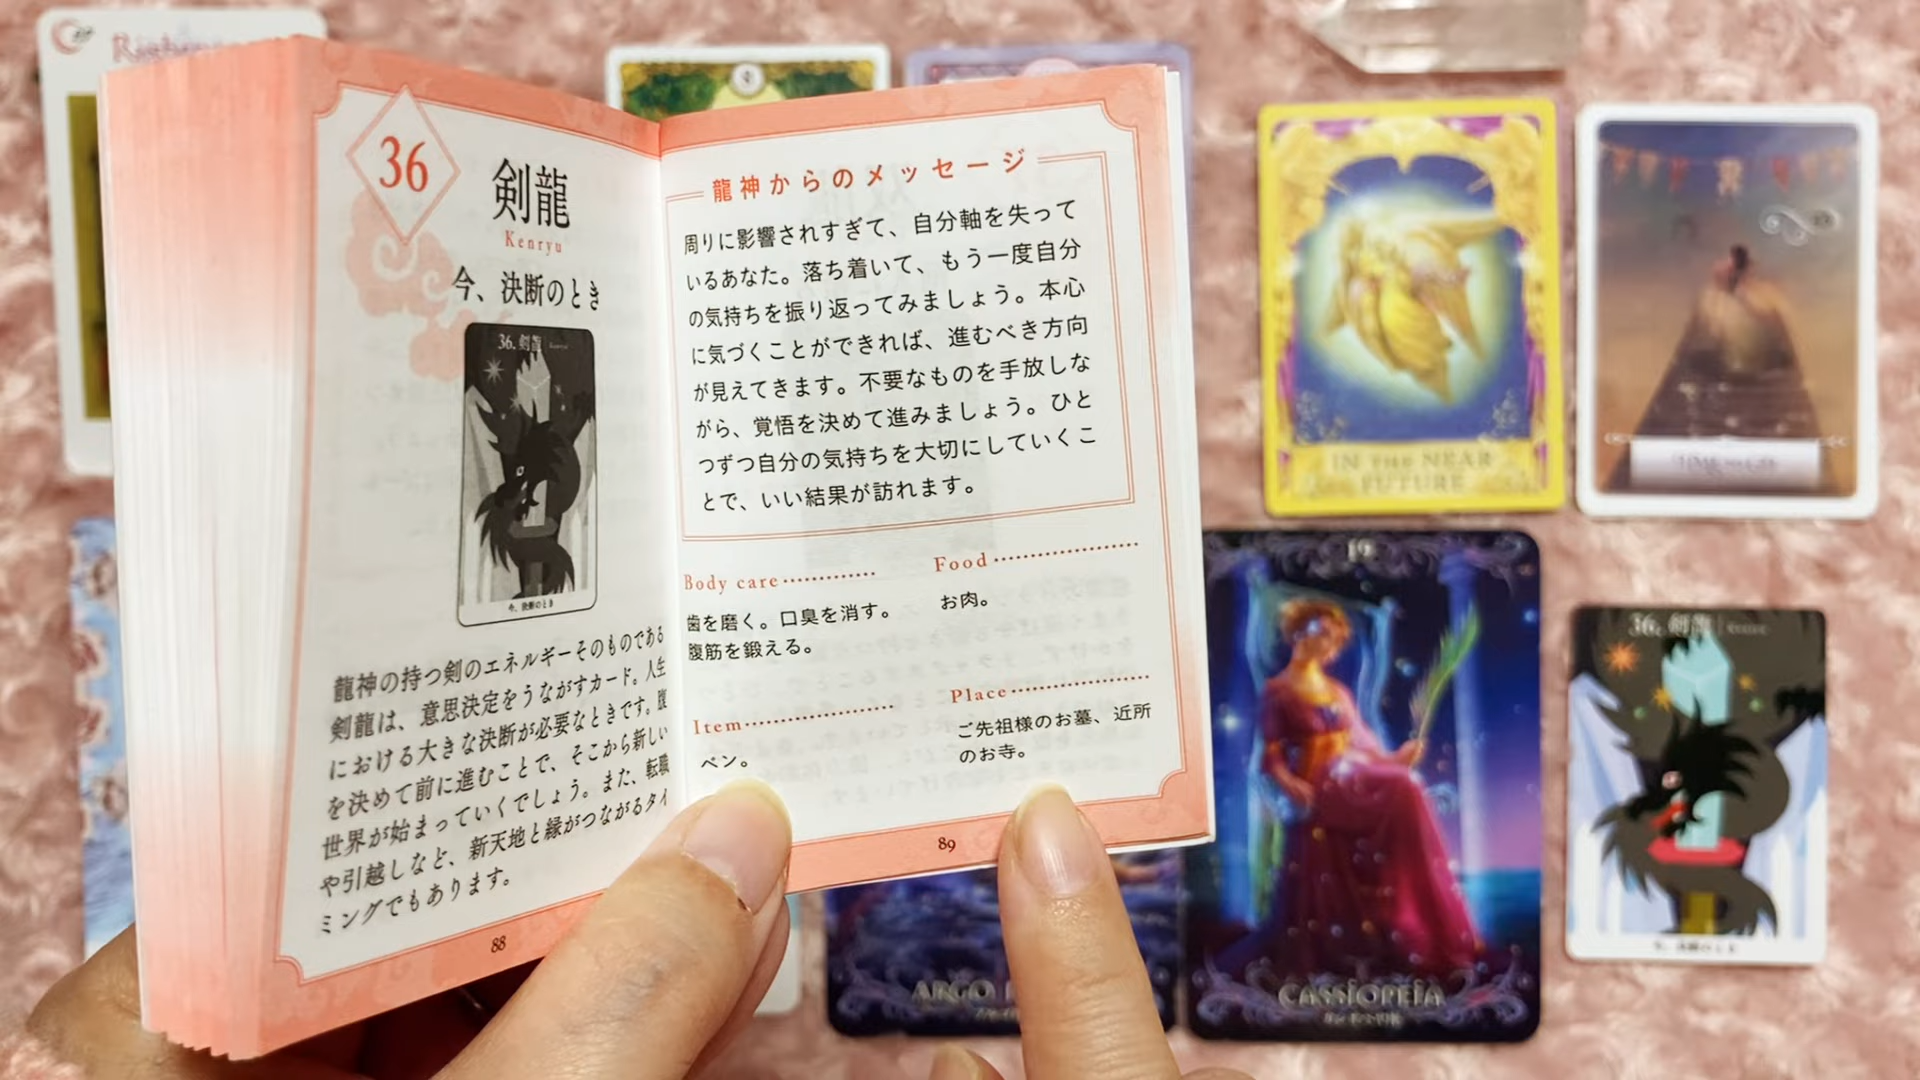 36
剣龍
Kenryu
今、決断のとき
36. 剣龍
今、決断のとき
龍神の持つ剣のエネルギーそのものである
剣龍は、意思決定をうながすカード。人生
における大きな決断が必要なときです。腹
を決めて前に進むことで、そこから新しい
世界が始まっていくでしょう。また、転職
や引越しなど、新天地と縁がつながるタイ
ミングでもあります。
88
龍神からのメッセージ
周りに影響されすぎて、自分軸を失って
いるあなた。落ち着いて、もう一度自分
の気持ちを振り返ってみましょう。本心
に気づくことができれば、進むべき方向
が見えてきます。不要なものを手放しな
がら、覚悟を決めて進みましょう。ひと
つずつ自分の気持ちを大切にしていくこ
とで、いい結果が訪れます。
Body care
歯を磨く。口臭を消す。
腹筋を鍛える。
Food
お肉。
Item
ペン。
Place
ご先祖様のお墓、近所
のお寺。
89
IN THE NEAR
FUTURE
19
ARGO
CASSIOPEIA
カシオペア座
36. 剣龍
今、決断のとき